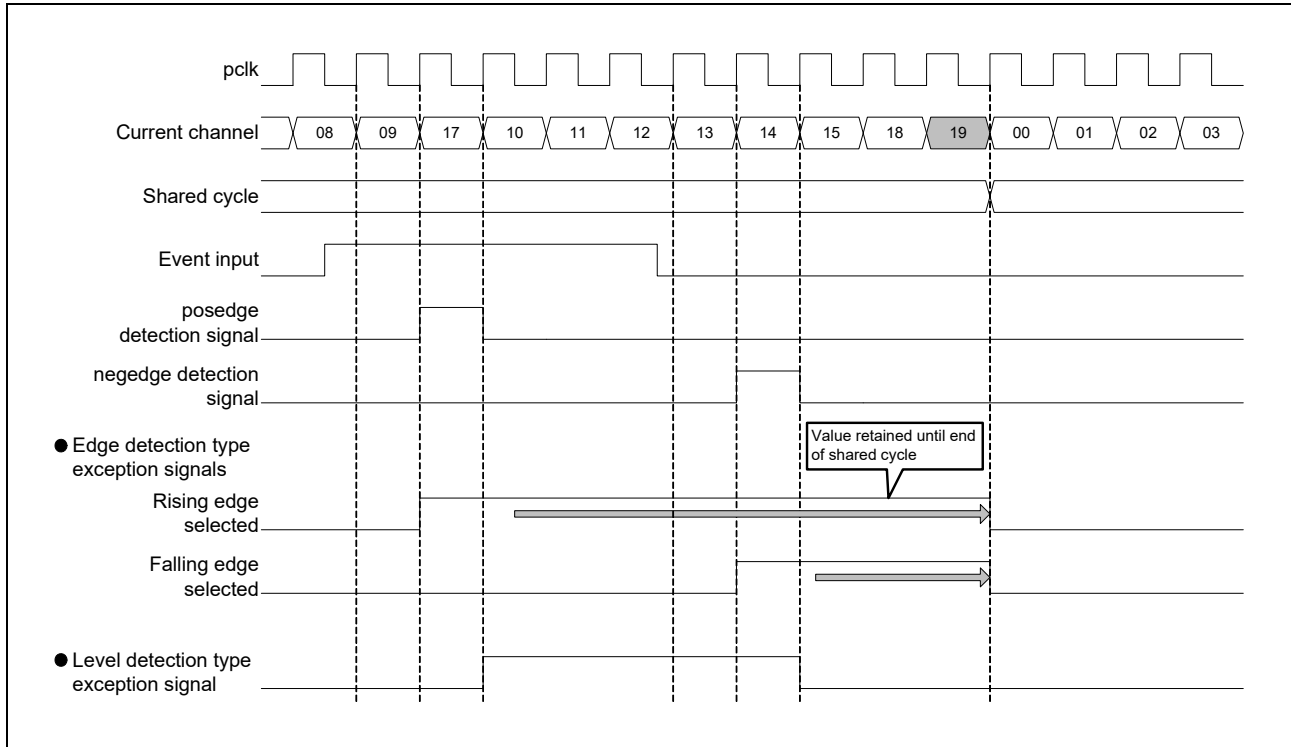 pclk
Current channel 08 09 17 10 11 12 13 14 15 18 19 00 01 02 03
Shared cycle
Event input
posedge
detection signal
negedge detection
signal
● Edge detection type
exception signals
Value retained until end
of shared cycle
Rising edge
selected
Falling edge
selected
● Level detection type
exception signal